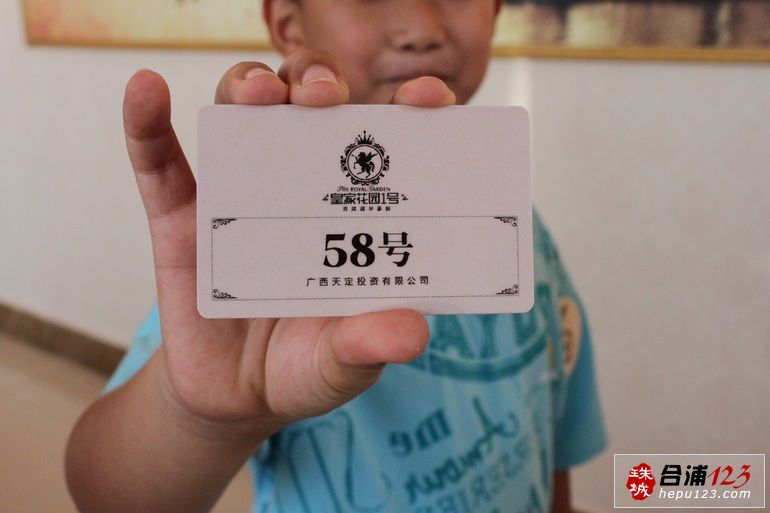 THE ROYAL GARDEN
皇家花园1号
58号
广西天定投资有限公司
me
珠城
合浦123
hepu123.com